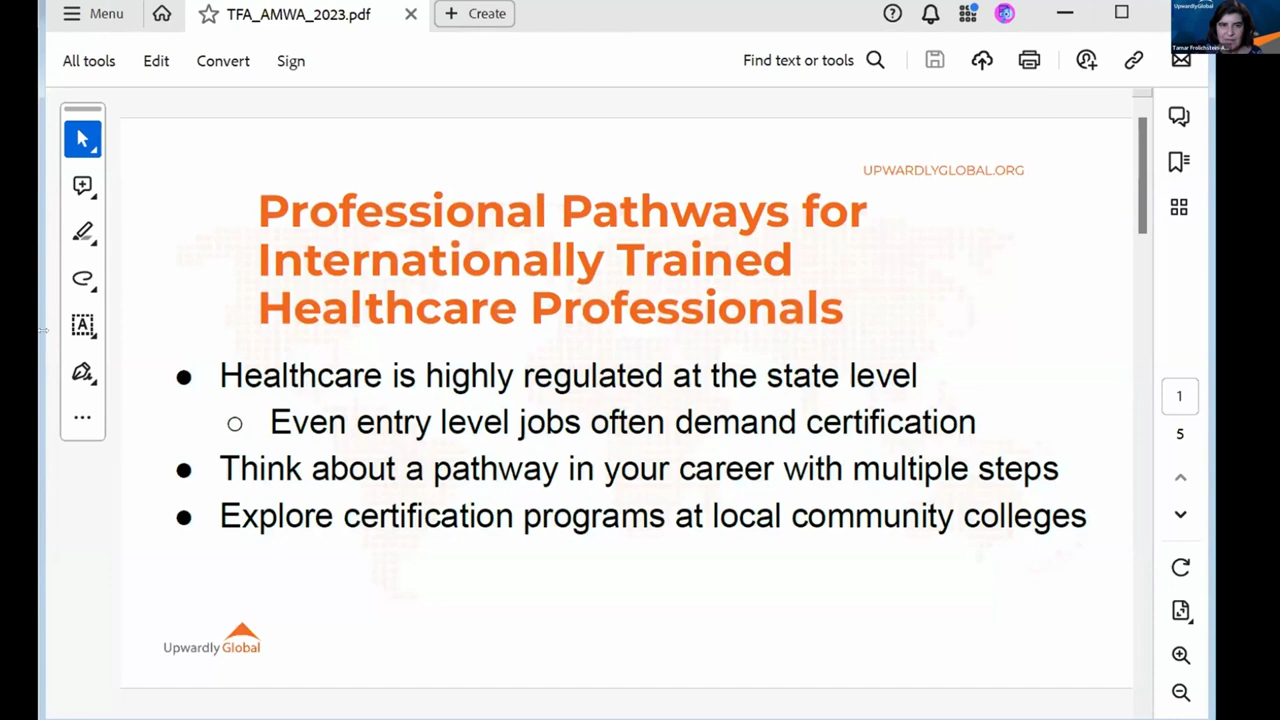 Menu
TFA_AMWA_2023.pdf
Create
UpwardlyGlobal
All tools
Edit
Convert
Sign
Find text or tools
UPWARDLYGLOBAL.ORG
Professional Pathways for
Internationally Trained
Healthcare Professionals
● Healthcare is highly regulated at the state level
○ Even entry level jobs often demand certification
● Think about a pathway in your career with multiple steps
● Explore certification programs at local community colleges
1
5
Upwardly Global